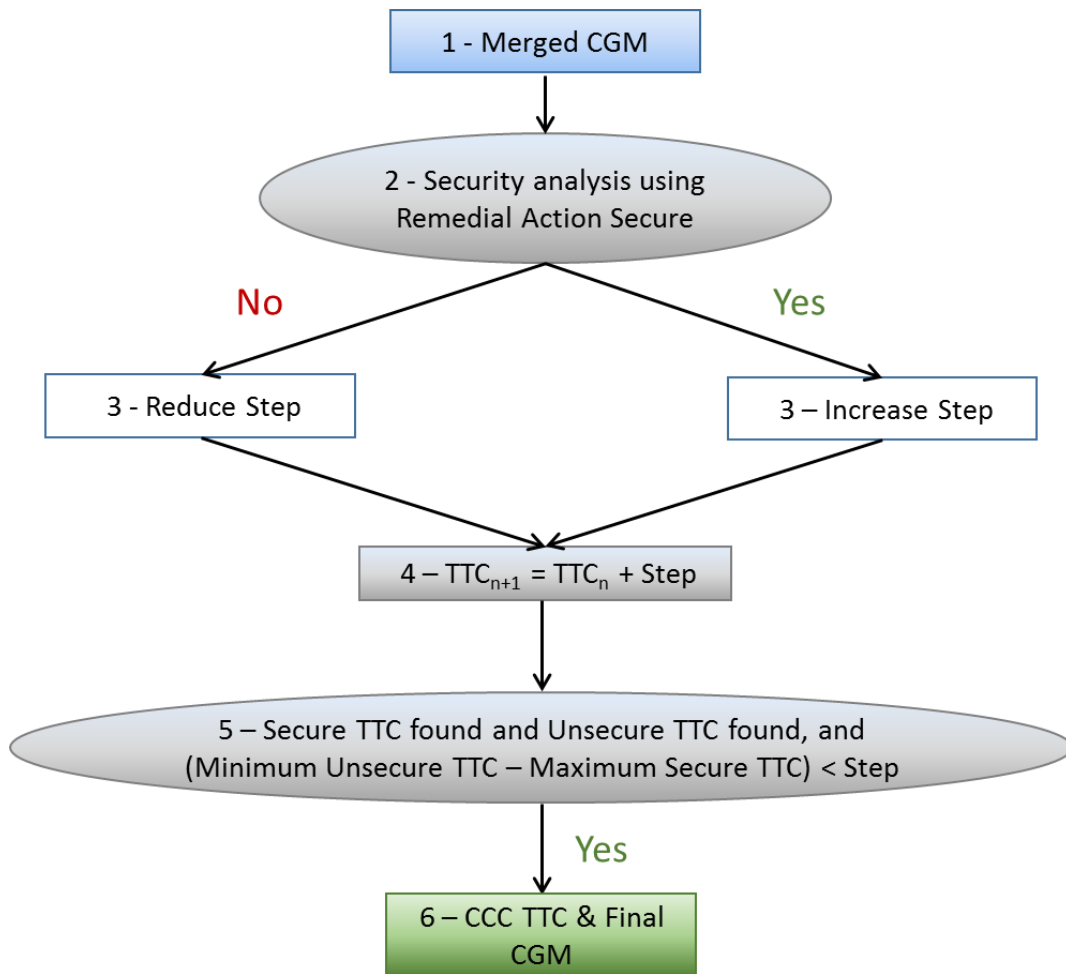 1 - Merged CGM
2 - Security analysis using
Remedial Action Secure
No
Yes
3 - Reduce Step
3 – Increase Step
4 – TTCn+1 = TTCn + Step
5 – Secure TTC found and Unsecure TTC found, and
(Minimum Unsecure TTC – Maximum Secure TTC) < Step
Yes
6 – CCC TTC & Final
CGM